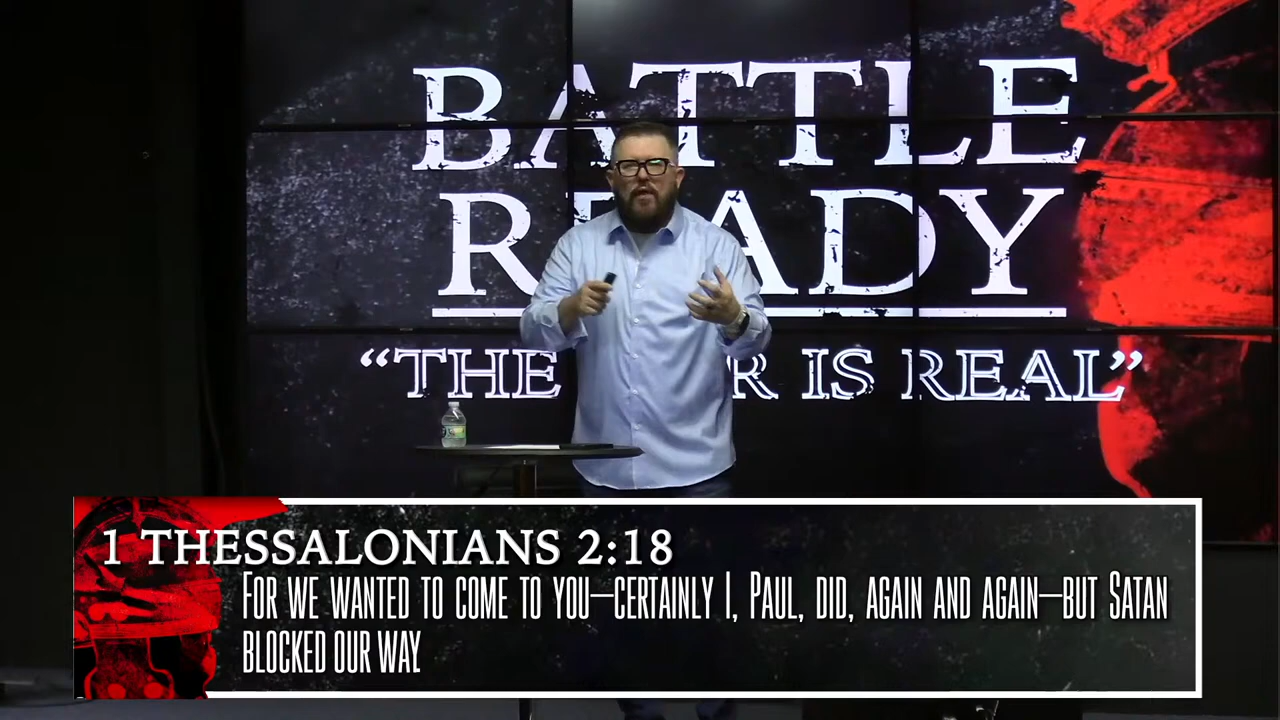 BATTLE
READY
“THE IS REAL”
1 THESSALONIANS 2:18
FOR WE WANTED TO COME TO YOU—CERTAINLY I, PAUL, DID, AGAIN AND AGAIN—BUT SATAN
BLOCKED OUR WAY.